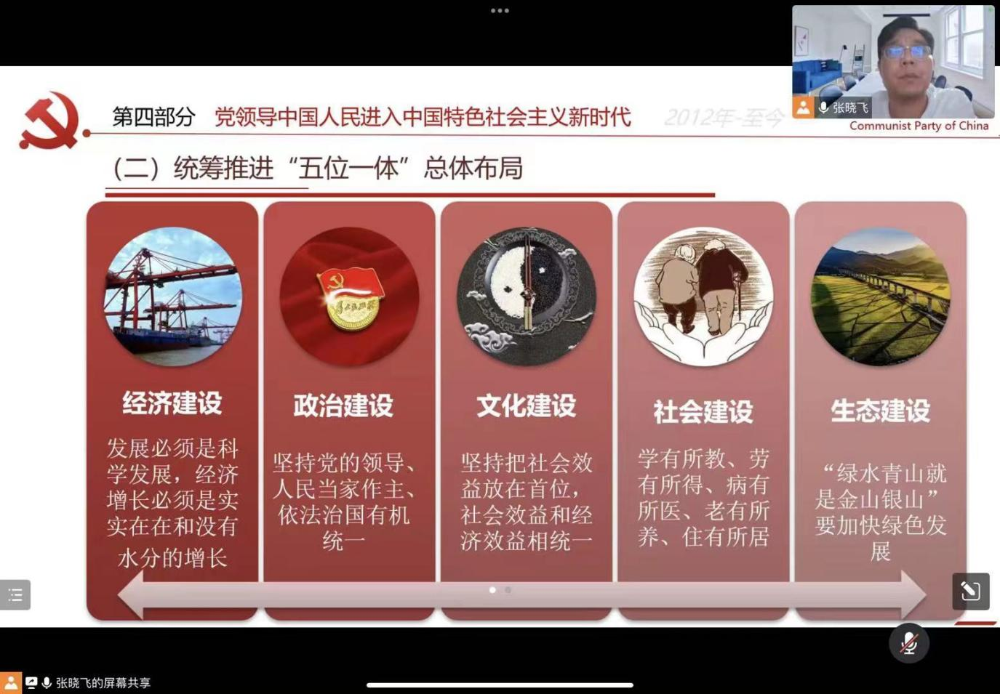 张晓飞
第四部分 党领导中国人民进入中国特色社会主义新时代 2012年-至今
Communist Party of China
（二）统筹推进“五位一体”总体布局
经济建设
发展必须是科
学发展，经济
增长必须是实
实在在和没有
水分的增长
政治建设
坚持党的领导、
人民当家作主、
依法治国有机
统一
文化建设
坚持把社会效
益放在首位，
社会效益和经
济效益相统一
社会建设
学有所教、劳
有所得、病有
所医、老有所
养、住有所居
生态建设
“绿水青山就
是金山银山”
要加快绿色发
展
张晓飞的屏幕共享